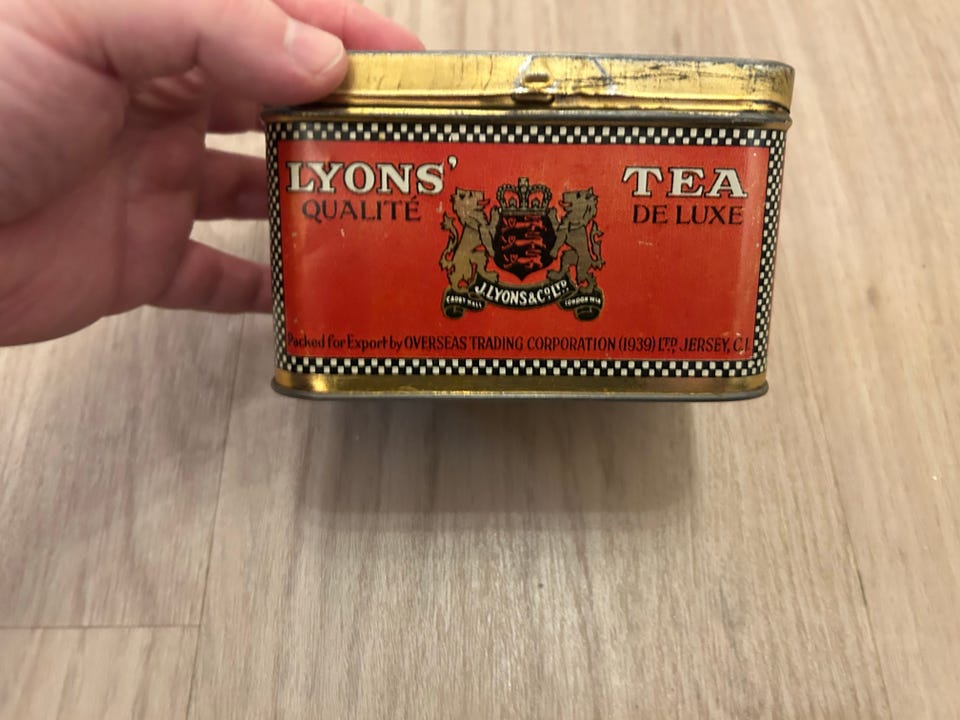 LYONS' TEA
QUALITÉ DE LUXE
J. LYONS & CO LTD
CADBY HALL LONDON W.14
Packed for Export by OVERSEAS TRADING CORPORATION (1939) LTD JERSEY, C.I.